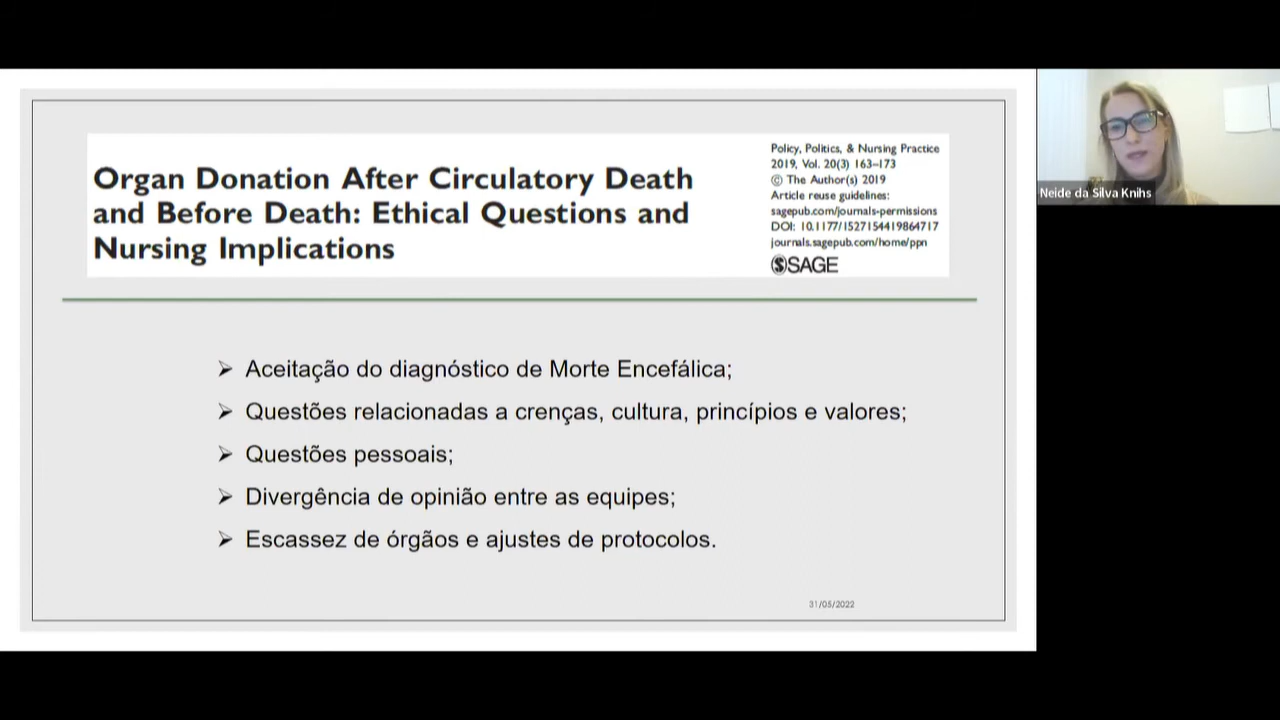 Organ Donation After Circulatory Death
and Before Death: Ethical Questions and
Nursing Implications
Policy, Politics, & Nursing Practice
2019, Vol. 20(3) 163–173
© The Author(s) 2019
Article reuse guidelines:
sagepub.com/journals-permissions
DOI: 10.1177/1527154419864717
journals.sagepub.com/home/ppn
SAGE
Neide da Silva Knihs
➢ Aceitação do diagnóstico de Morte Encefálica;
➢ Questões relacionadas a crenças, cultura, princípios e valores;
➢ Questões pessoais;
➢ Divergência de opinião entre as equipes;
➢ Escassez de órgãos e ajustes de protocolos.
31/05/2022